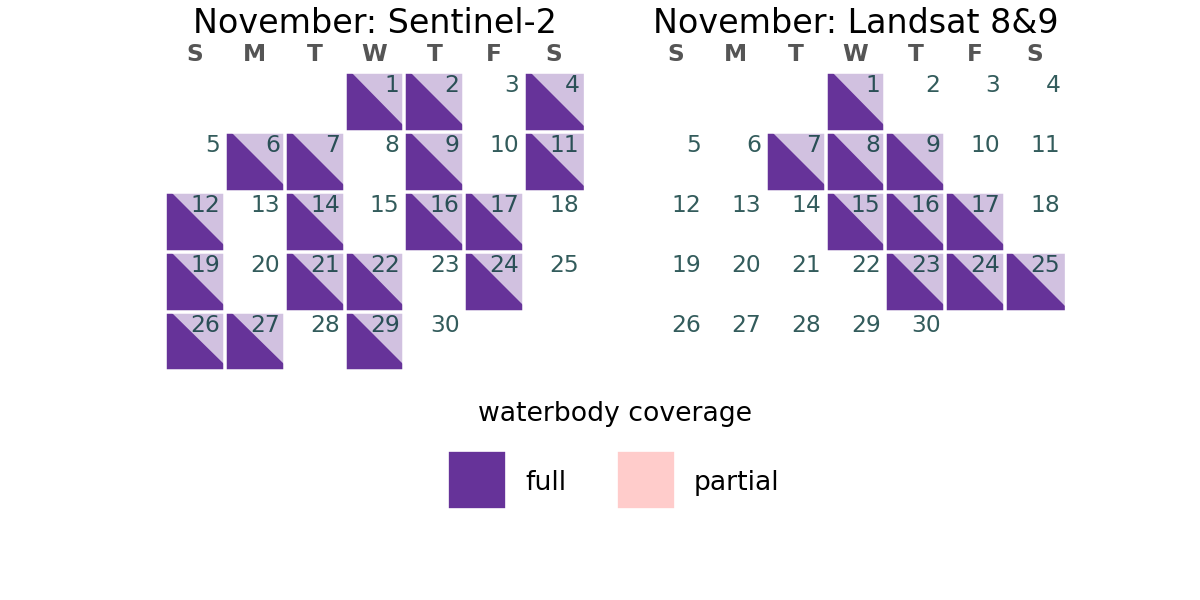 November: Sentinel-2
S M T W T F S
1 2 3 4
5 6 7 8 9 10 11
12 13 14 15 16 17 18
19 20 21 22 23 24 25
26 27 28 29 30
November: Landsat 8&9
S M T W T F S
1 2 3 4
5 6 7 8 9 10 11
12 13 14 15 16 17 18
19 20 21 22 23 24 25
26 27 28 29 30
waterbody coverage
full partial